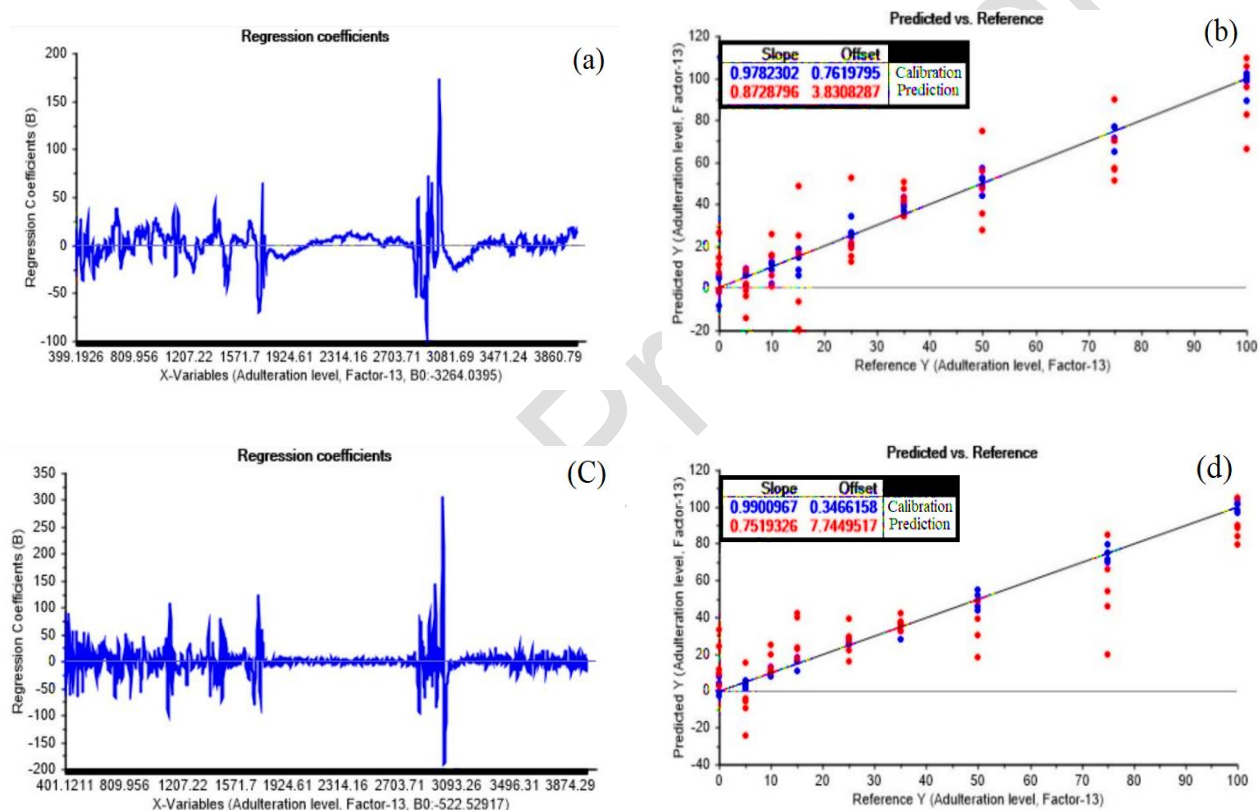 Regression coefficients
(a)
200
150
100
50
0
-50
-100
Regression Coefficients (B)
399.1926 809.956 1207.22 1571.7 1924.61 2314.16 2703.71 3081.69 3471.24 3860.79
X-Variables (Adulteration level, Factor-13, B0:-3264.0395)
Predicted vs. Reference
(b)
Slope Offset
0.9782302 0.7619795 Calibration
0.8728796 3.8308287 Prediction
120
100
80
60
40
20
0
-20
Predicted Y (Adulteration level, Factor-13)
0 10 20 30 40 50 60 70 80 90 100
Reference Y (Adulteration level, Factor-13)
Regression coefficients
(C)
350
300
250
200
150
100
50
0
-50
-100
-150
-200
Regression Coefficients (B)
401.1211 809.956 1207.22 1571.7 1924.61 2314.16 2703.71 3093.26 3496.31 3874.29
X-Variables (Adulteration level, Factor-13, B0:-522.52917)
Predicted vs. Reference
(d)
Slope Offset
0.9900967 0.3466158 Calibration
0.7519326 7.7449517 Prediction
120
100
80
60
40
20
0
-20
-40
Predicted Y (Adulteration level, Factor-13)
0 10 20 30 40 50 60 70 80 90 100
Reference Y (Adulteration level, Factor-13)